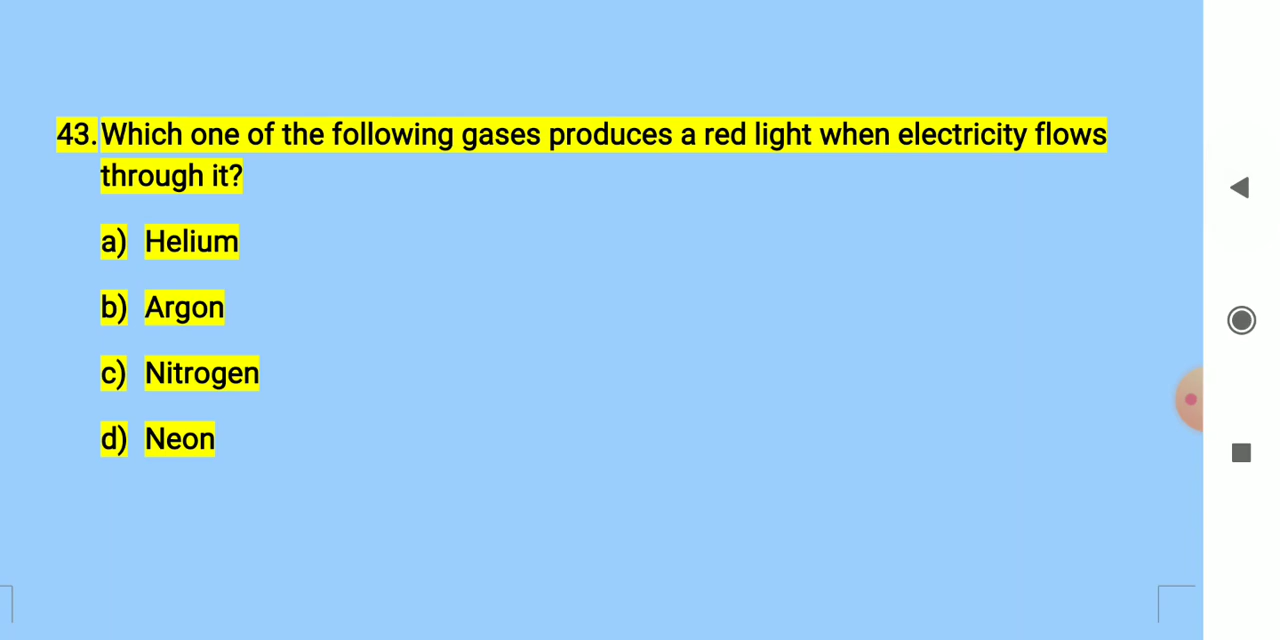 43. Which one of the following gases produces a red light when electricity flows
through it?
a) Helium
b) Argon
c) Nitrogen
d) Neon